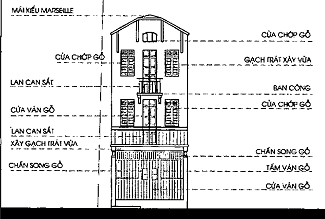 MÁI KIỂU MARSEILLE
CỬA CHỚP GỖ
CỬA CHỚP GỖ
GẠCH TRÁT XÂY VỮA
LAN CAN SẮT
BAN CÔNG
CỬA VÁN GỖ
CỬA CHỚP GỖ
LAN CAN SẮT
XÂY GẠCH TRÁT VỮA
CHẤN SONG GỖ
CHẤN SONG GỖ
TẤM VÁN GỖ
CỬA VÁN GỖ